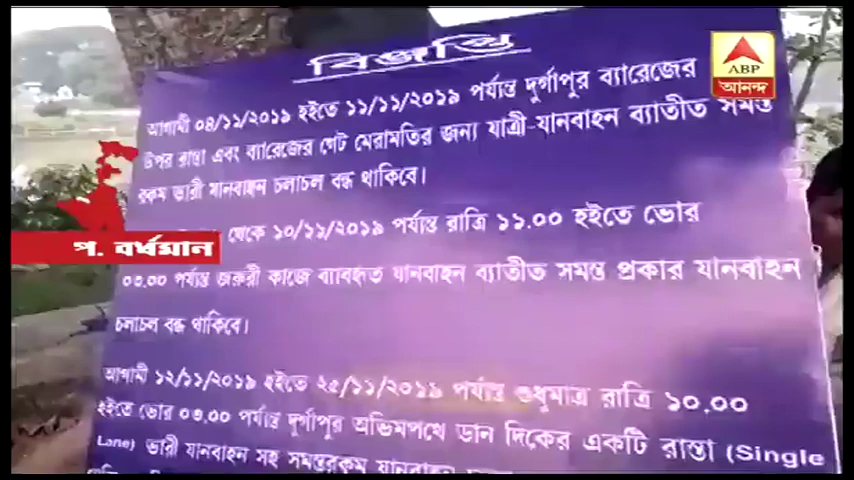 বিজ্ঞপ্তি
ABP
আনন্দ
আগামী ০৪/১১/২০১৯ হইতে ১১/১১/২০১৯ পর্য্যন্ত দুর্গাপুর ব্যারেজের
উপর রাস্তা এবং ব্যারেজের গেট মেরামতির জন্য যাত্রী-যানবাহন ব্যাতীত সমস্ত
রকম ভারী যানবাহন চলাচল বন্ধ থাকিবে।
প. বর্ধমান
থেকে ১০/১১/২০১৯ পর্য্যন্ত রাত্রি ১১.০০ হইতে ভোর
০৩.০০ পর্য্যন্ত জরুরী কাজে ব্যাবহৃত যানবাহন ব্যাতীত সমস্ত প্রকার যানবাহন
চলাচল বন্ধ থাকিবে।
আগামী ১২/১১/২০১৯ হইতে ২৫/১১/২০১৯ পর্য্যন্ত শুধুমাত্র রাত্রি ১০.০০
হইতে ভোর ০৩.০০ পর্য্যন্ত দুর্গাপুর অভিমপথে ডান দিকের একটি রাস্তা (Single
Lane) ভারী যানবাহন সহ সমস্তরকম যানবাহন